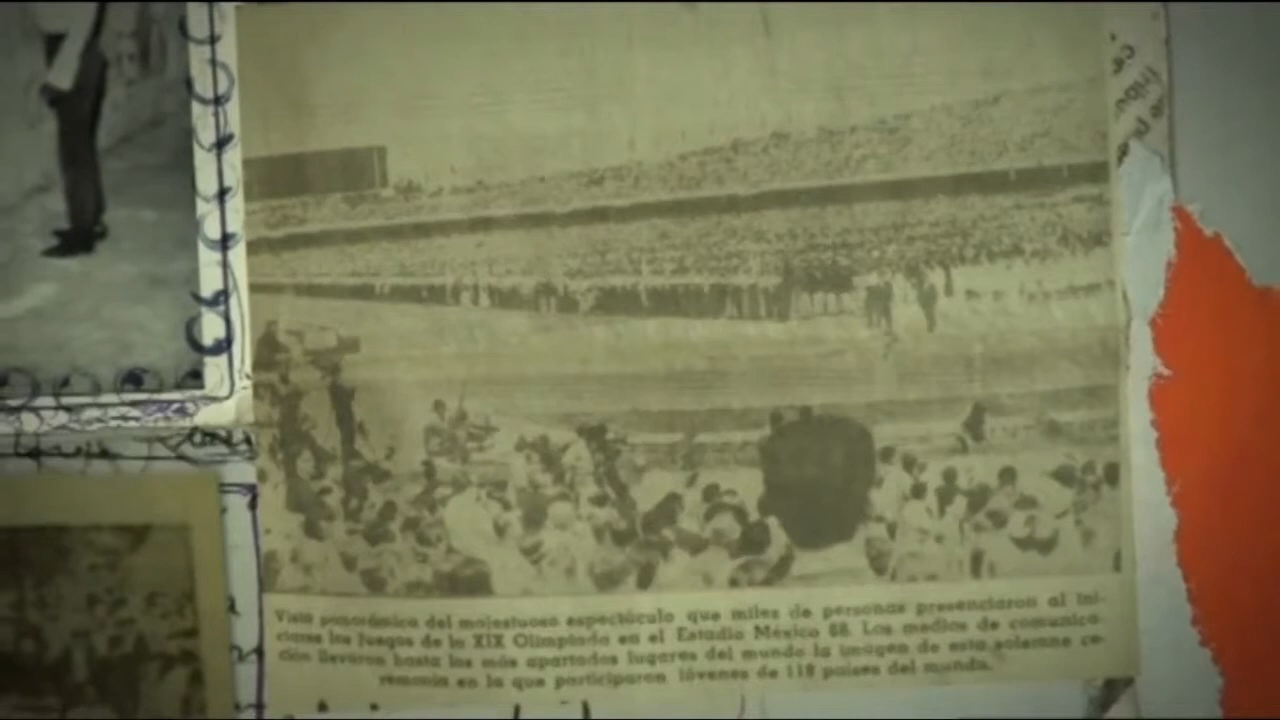 Vista panorámica del majestuoso espectáculo que miles de personas presenciaron al ini-
ciarse los Juegos de la XIX Olimpiada en el Estadio México 68. Los medios de comunica-
ción llevaron hasta los más apartados lugares del mundo la imagen de esta solemne ce-
remonia en la que participaron jóvenes de 119 países del mundo.